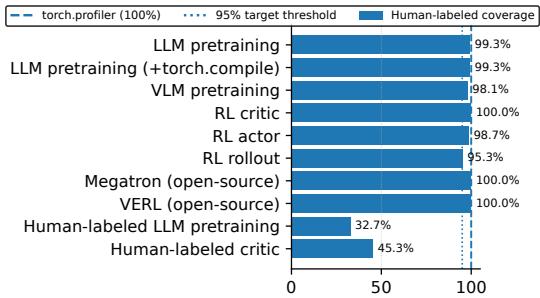 torch.profiler (100%) 95% target threshold Human-labeled coverage
LLM pretraining 99.3%
LLM pretraining (+torch.compile) 99.3%
VLM pretraining 98.1%
RL critic 100.0%
RL actor 98.7%
RL rollout 95.3%
Megatron (open-source) 100.0%
VERL (open-source) 100.0%
Human-labeled LLM pretraining 32.7%
Human-labeled critic 45.3%
0 50 100